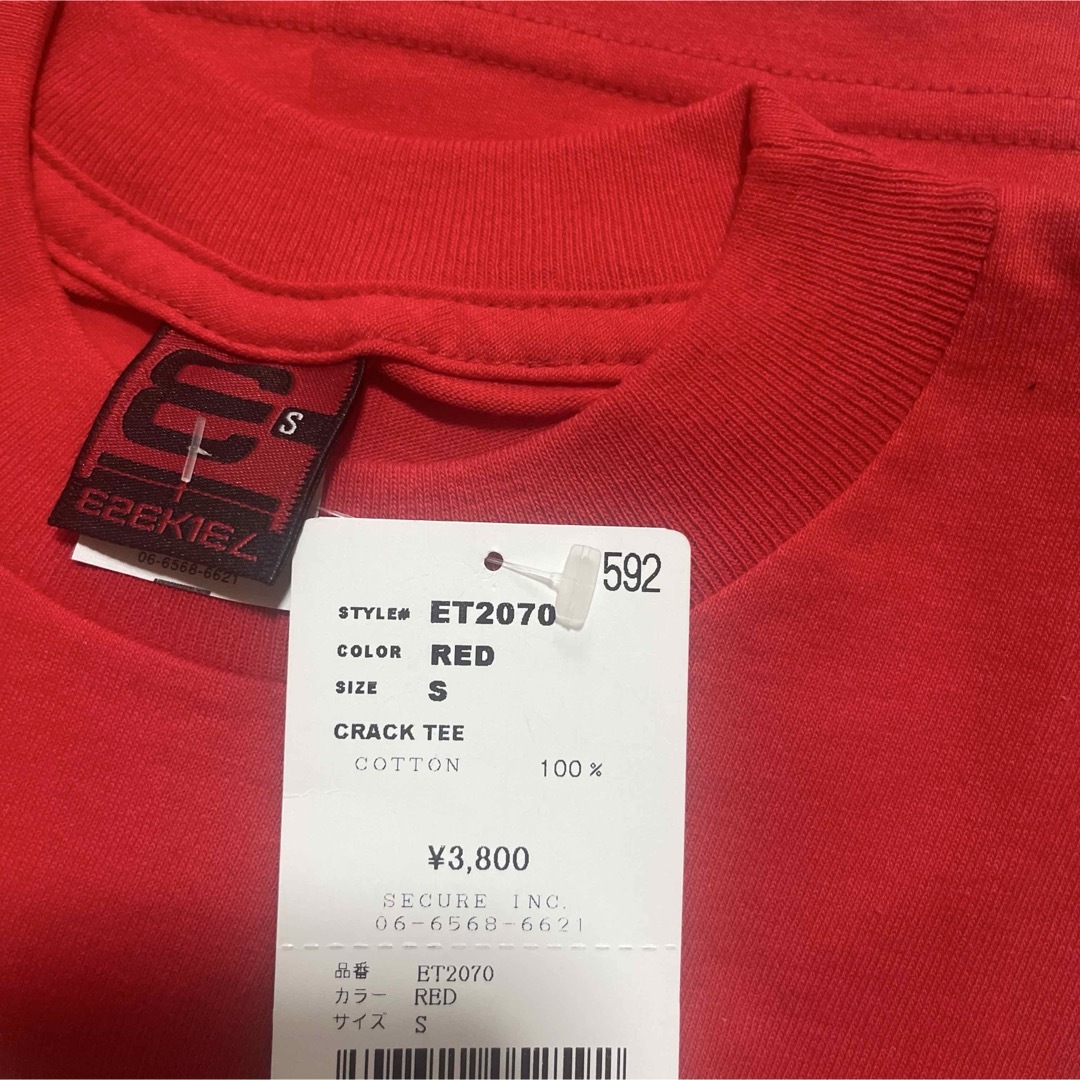 S
EZEKIEL
06-6568-6621
592
STYLE# ET2070
COLOR RED
SIZE S
CRACK TEE
COTTON 100%
¥3,800
SECURE INC.
06-6568-6621
品番 ET2070
カラー RED
サイズ S